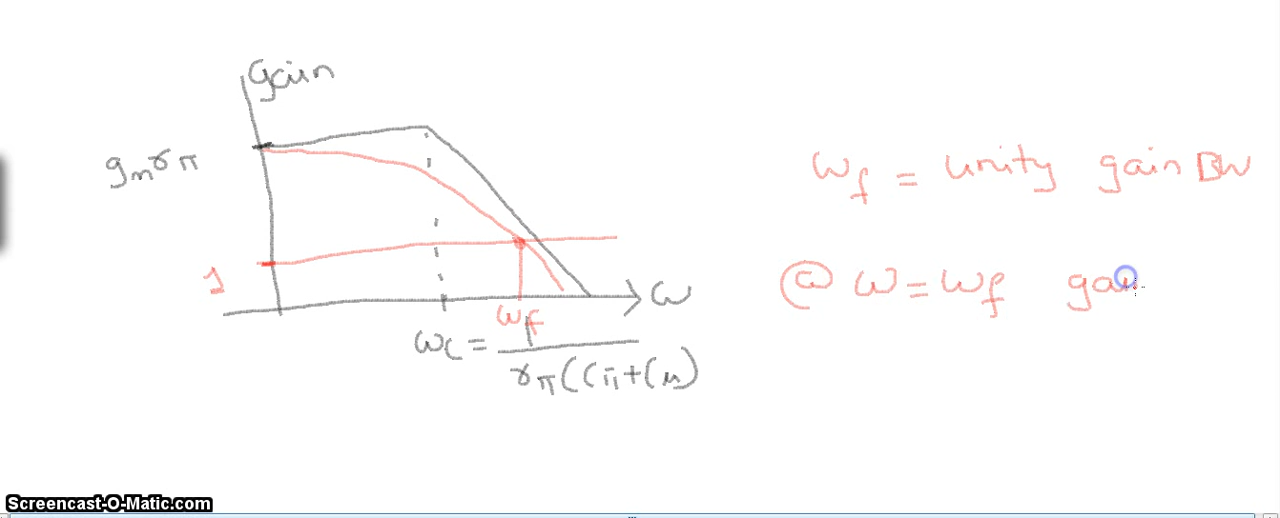 gain
gmrπ
1
ω
ωf
ωc = 1
rπ(Cπ+Cμ)
ωf = unity gain BW
@ ω = ωf gain
Screencast-O-Matic.com